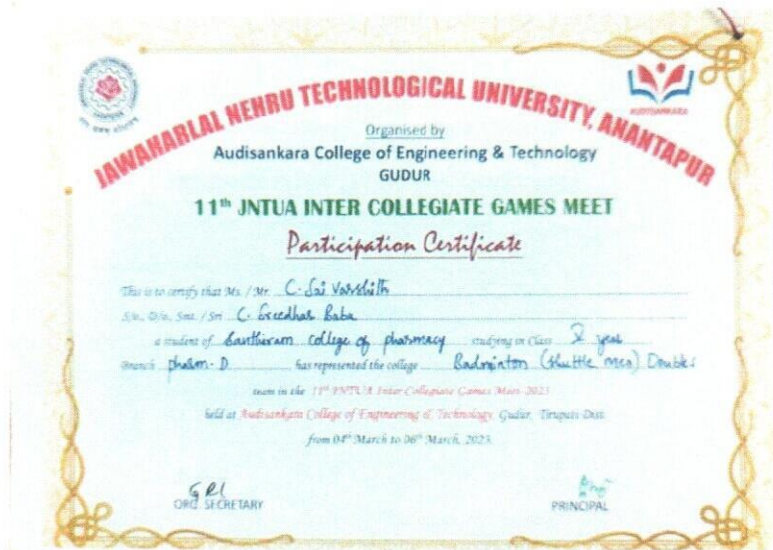 JAWAHARLAL NEHRU TECHNOLOGICAL UNIVERSITY, ANANTAPUR
AUDISANKARA
Organised by
Audisankara College of Engineering & Technology
GUDUR
11th JNTUA INTER COLLEGIATE GAMES MEET
Participation Certificate
This is to certify that Ms. / Mr. C. Sai Varshith
S/o., D/o., Smt. / Sri C. Sreedhar Babu
a student of Santhiram College of pharmacy studying in Class year
Branch pharm-D has represented the college Badminton (shuttle men) Doubles
team in the 11th JNTUA Inter Collegiate Games Meet-2023
held at Audisankara College of Engineering & Technology, Gudur, Tirupati Dist.
from 04th March to 06th March, 2023.
ORG. SECRETARY
PRINCIPAL